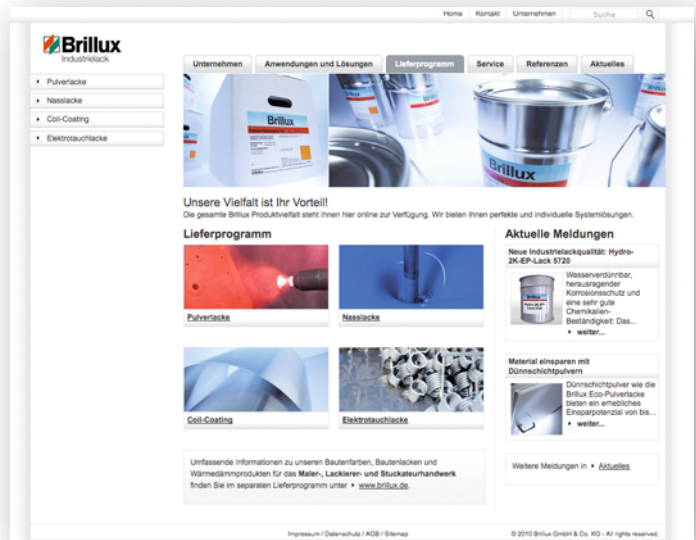 Home Kontakt Unternehmen Suche
Brillux
Industrielack
Unternehmen Anwendungen und Lösungen Lieferprogramm Service Referenzen Aktuelles
Pulverlacke
Nasslacke
Coil-Coating
Elektrotauchlacke
Brillux
Brillux
Unsere Vielfalt ist Ihr Vorteil!
Die gesamte Brillux Produktvielfalt steht Ihnen hier online zur Verfügung. Wir bieten Ihnen perfekte und individuelle Systemlösungen.
Lieferprogramm
Pulverlacke
Nasslacke
Coil-Coating
Elektrotauchlacke
Umfassende Informationen zu unseren Bautenfarben, Bautenlacken und
Wärmedämmprodukten für das Maler-, Lackierer- und Stuckateurhandwerk
finden Sie im separaten Lieferprogramm unter www.brillux.de.
Aktuelle Meldungen
Neue Industrielackqualität: Hydro-
2K-EP-Lack 5720
Brillux
Wasserverdünnbar,
herausragender
Korrosionsschutz und
eine sehr gute
Chemikalien-
Beständigkeit: Das...
weiter...
Material einsparen mit
Dünnschichtpulvern
Dünnschichtpulver wie die
Brillux Eco-Pulverlacke
bieten ein erhebliches
Einsparpotenzial von bis...
weiter...
Weitere Meldungen in Aktuelles
Impressum / Datenschutz / AGB / Sitemap
© 2010 Brillux GmbH & Co. KG - All rights reserved.